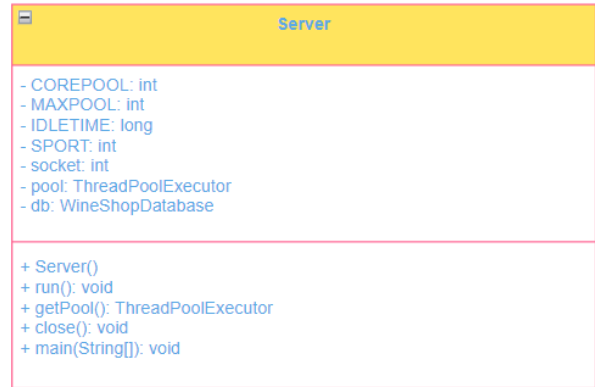 Server
- COREPOOL: int
- MAXPOOL: int
- IDLETIME: long
- SPORT: int
- socket: int
- pool: ThreadPoolExecutor
- db: WineShopDatabase
+ Server()
+ run(): void
+ getPool(): ThreadPoolExecutor
+ close(): void
+ main(String[]): void